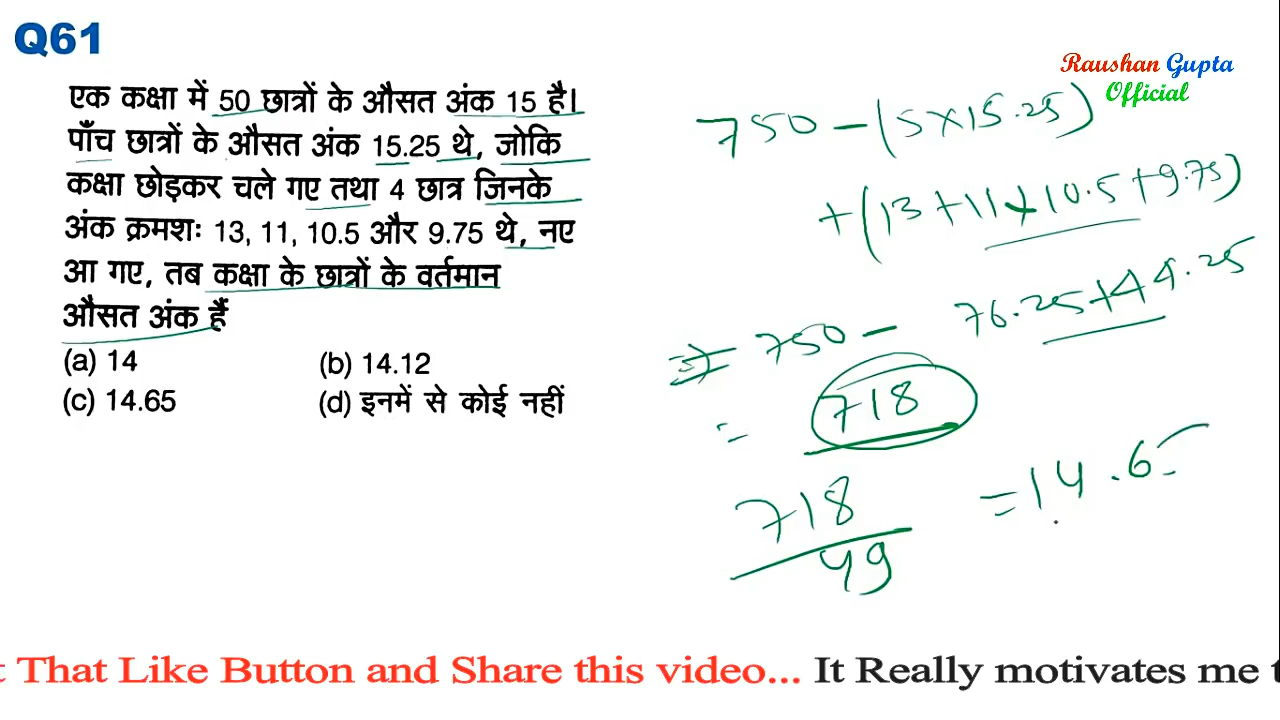 Q61
Raushan Gupta
Official
एक कक्षा में 50 छात्रों के औसत अंक 15 है।
पाँच छात्रों के औसत अंक 15.25 थे, जोकि
कक्षा छोड़कर चले गए तथा 4 छात्र जिनके
अंक क्रमशः 13, 11, 10.5 और 9.75 थे, नए
आ गए, तब कक्षा के छात्रों के वर्तमान
औसत अंक हैं
(a) 14 (b) 14.12
(c) 14.65 (d) इनमें से कोई नहीं
750 - (5×15.25)
+ (13+11+10.5+9.75)
⇒ 750 - 76.25+44.25
= 718
718
49
= 14.65
t That Like Button and Share this video... It Really motivates me t